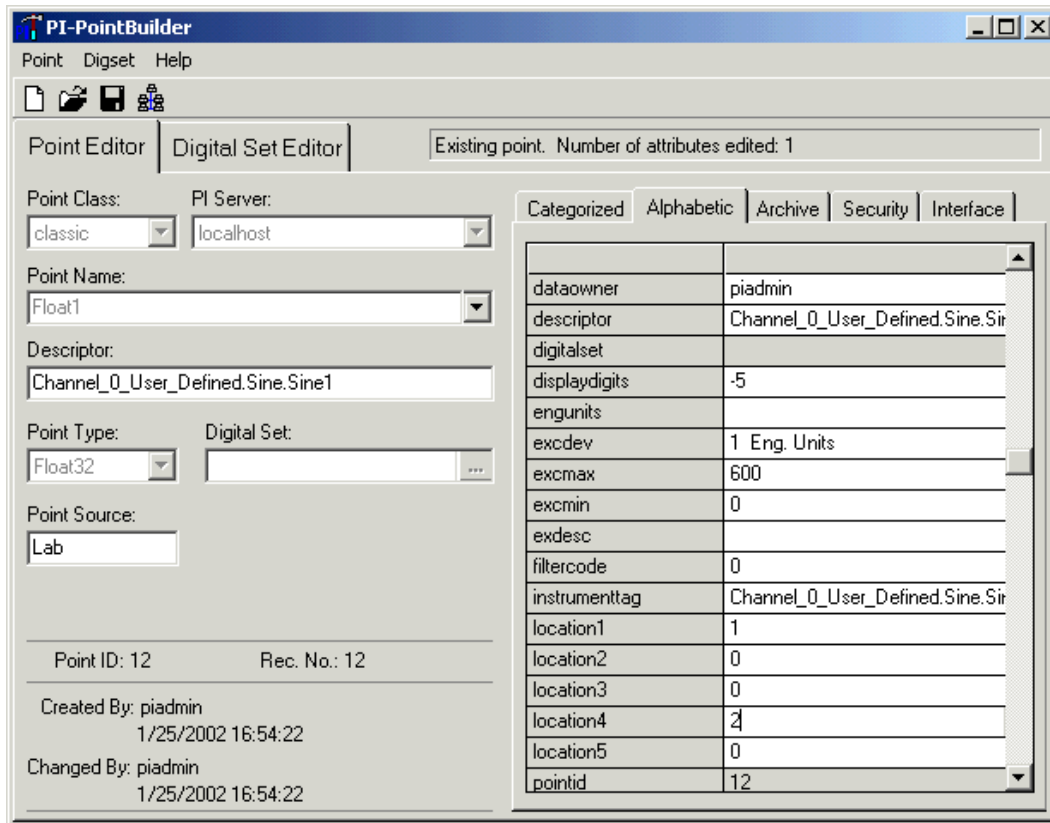 PI-PointBuilder
Point Digset Help
Point Editor Digital Set Editor
Existing point. Number of attributes edited: 1
Point Class: PI Server:
classic localhost
Point Name:
Float1
Descriptor:
Channel_0_User_Defined.Sine.Sine1
Point Type: Digital Set:
Float32 ...
Point Source:
Lab
Point ID: 12 Rec. No.: 12
Created By: piadmin
1/25/2002 16:54:22
Changed By: piadmin
1/25/2002 16:54:22
Categorized Alphabetic Archive Security Interface
dataowner piadmin
descriptor Channel_0_User_Defined.Sine.Sin
digitalset
displaydigits -5
engunits
excdev 1 Eng. Units
excmax 600
excmin 0
exdesc
filtercode 0
instrumenttag Channel_0_User_Defined.Sine.Sin
location1 1
location2 0
location3 0
location4 2
location5 0
pointid 12